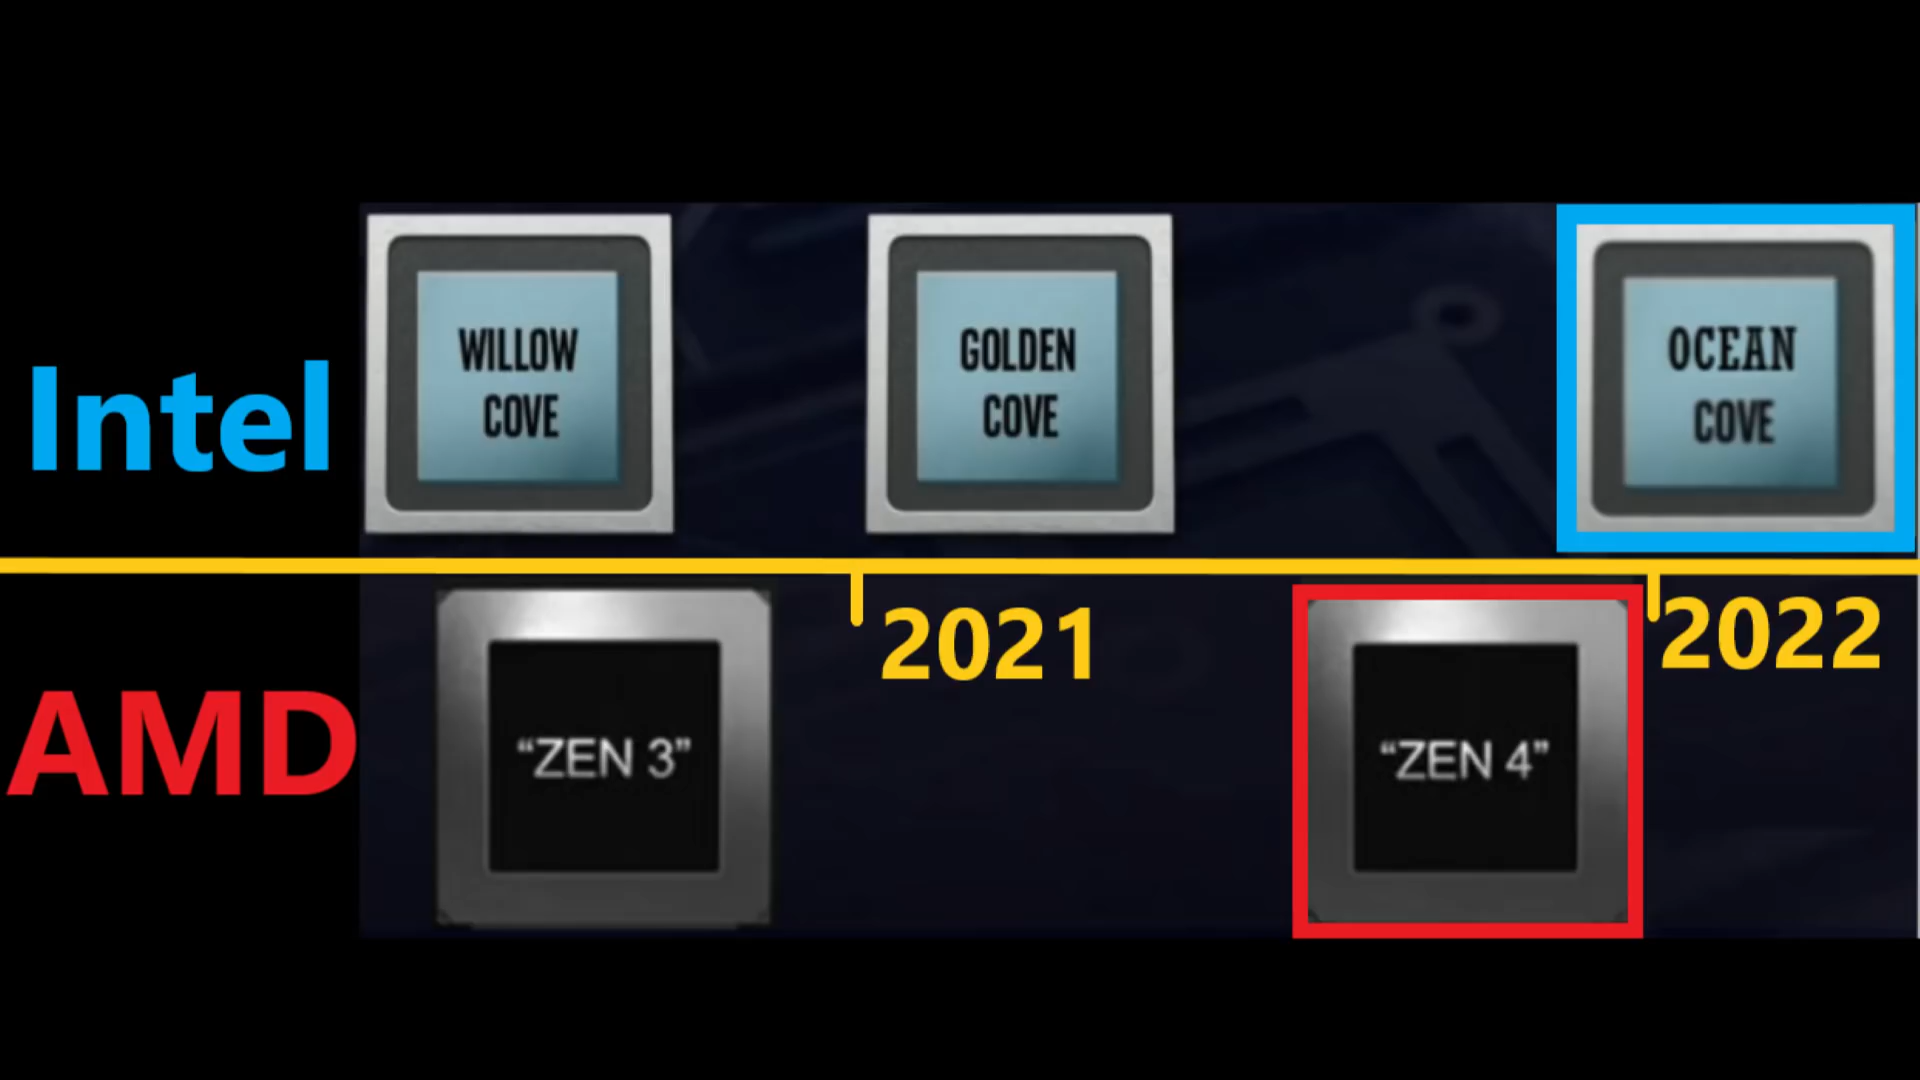 Intel
WILLOW
COVE
GOLDEN
COVE
OCEAN
COVE
2021
2022
AMD
“ZEN 3”
“ZEN 4”